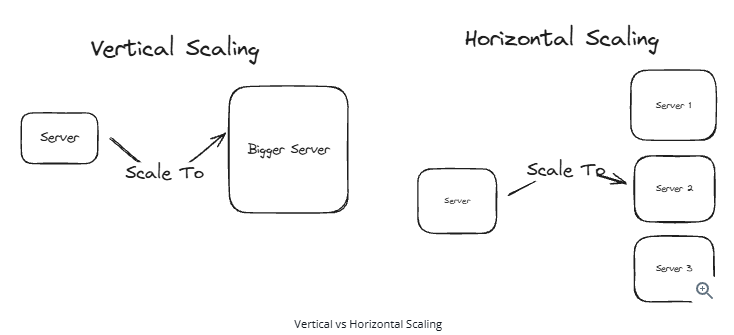 Vertical Scaling
Server
Scale To
Bigger Server
Horizontal Scaling
Server
Scale To
Server 1
Server 2
Server 3
Vertical vs Horizontal Scaling